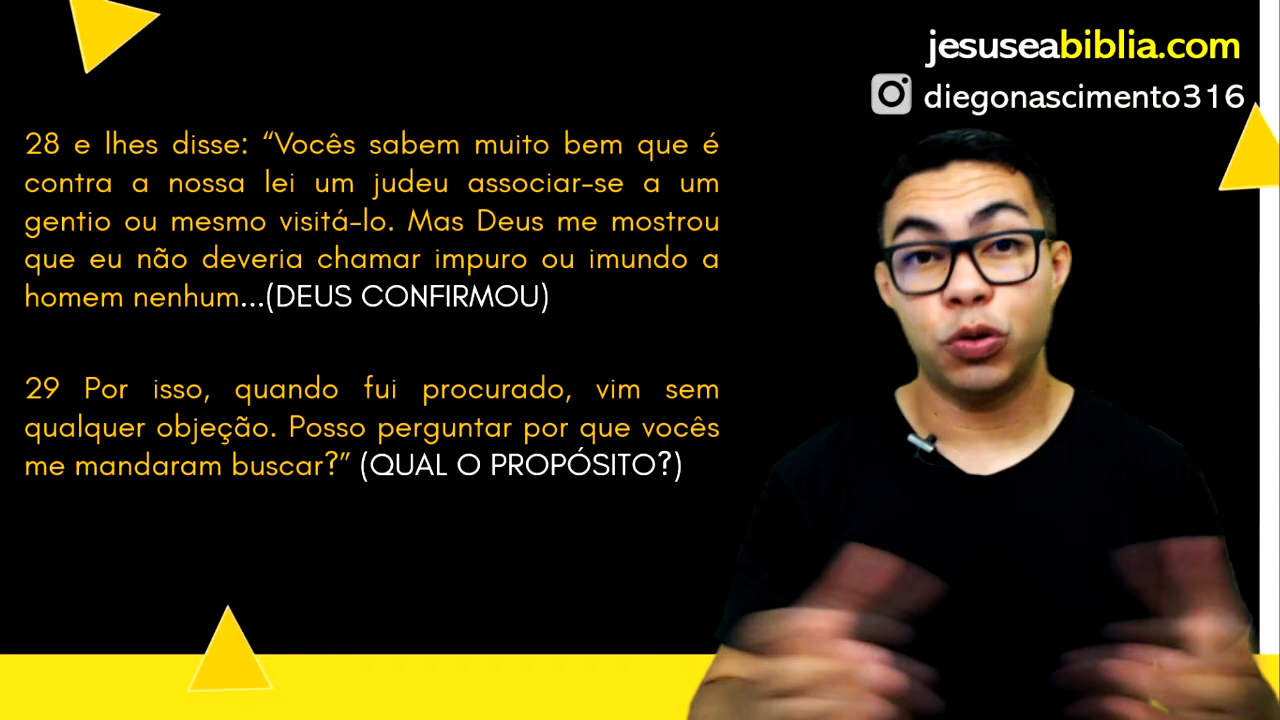 jesuseabiblia.com
diegonascimento316
28 e lhes disse: “Vocês sabem muito bem que é
contra a nossa lei um judeu associar-se a um
gentio ou mesmo visitá-lo. Mas Deus me mostrou
que eu não deveria chamar impuro ou imundo a
homem nenhum...(DEUS CONFIRMOU)
29 Por isso, quando fui procurado, vim sem
qualquer objeção. Posso perguntar por que vocês
me mandaram buscar?” (QUAL O PROPÓSITO?)